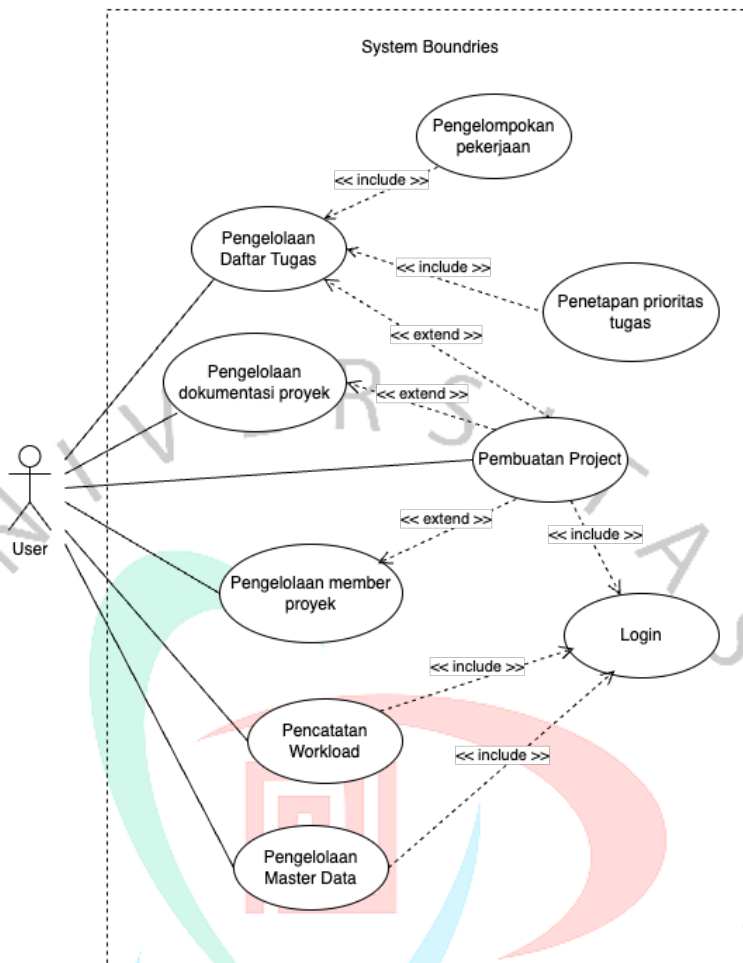 System Boundries
Pengelompokan
pekerjaan
<< include >>
Pengelolaan
Daftar Tugas
<< include >>
Penetapan prioritas
tugas
<< extend >>
Pengelolaan
dokumentasi proyek
<< extend >>
Pembuatan Project
User
<< extend >>
<< include >>
Pengelolaan member
proyek
Login
<< include >>
Pencatatan
Workload
<< include >>
Pengelolaan
Master Data
UNIVERSITAS